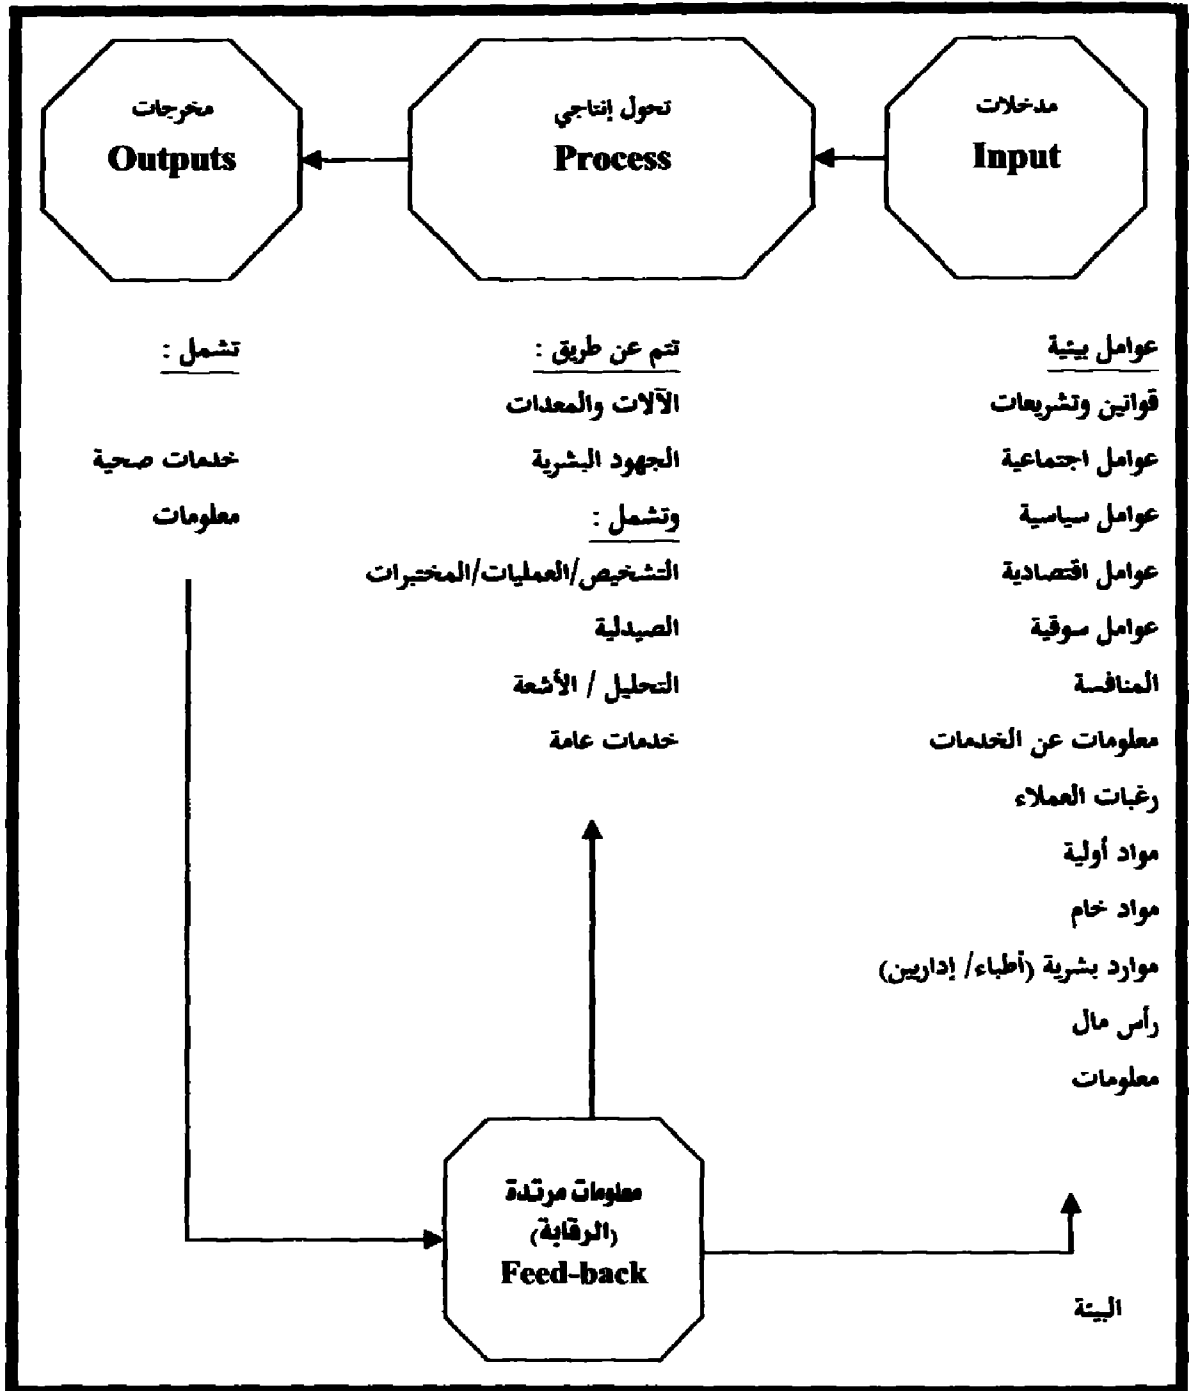 مدخلات
Input
تحول إنتاجي
Process
مخرجات
Outputs
عوامل بيئية
قوانين وتشريعات
عوامل اجتماعية
عوامل سياسية
عوامل اقتصادية
عوامل سوقية
المنافسة
معلومات عن الخدمات
رغبات العملاء
مواد أولية
مواد خام
موارد بشرية (أطباء/ إداريين)
رأس مال
معلومات
تتم عن طريق :
الآلات والمعدات
الجهود البشرية
وتشمل :
التشخيص/العمليات/المختبرات
الصيدلية
التحليل / الأشعة
خدمات عامة
تشمل :
خدمات صحية
معلومات
معلومات مرتدة
(الرقابة)
Feed-back
البيئة